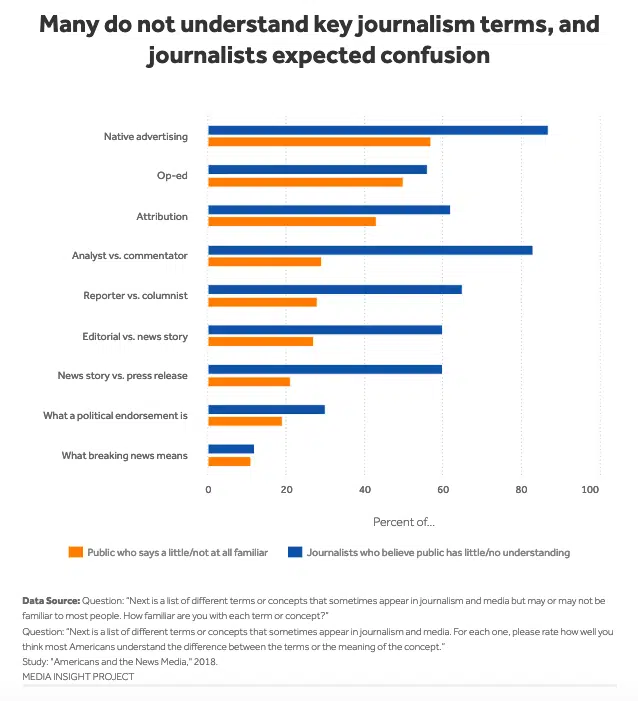 Many do not understand key journalism terms, and
journalists expected confusion
Native advertising
Op-ed
Attribution
Analyst vs. commentator
Reporter vs. columnist
Editorial vs. news story
News story vs. press release
What a political endorsement is
What breaking news means
0 20 40 60 80 100
Percent of...
Public who says a little/not at all familiar Journalists who believe public has little/no understanding
Data Source: Question: "Next is a list of different terms or concepts that sometimes appear in journalism and media but may or may not be
familiar to most people. How familiar are you with each term or concept?"
Question: "Next is a list of different terms or concepts that sometimes appear in journalism and media. For each one, please rate how well you
think most Americans understand the difference between the terms or the meaning of the concept."
Study: "Americans and the News Media," 2018.
MEDIA INSIGHT PROJECT